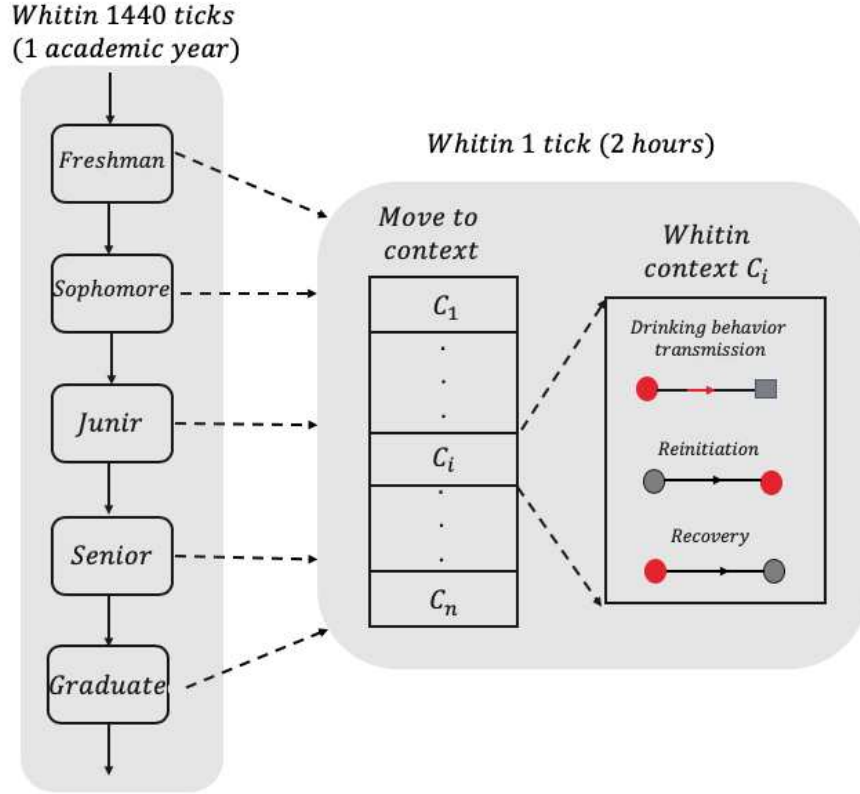 Whitin 1440 ticks
(1 academic year)
Freshman
Sophomore
Junir
Senior
Graduate
Whitin 1 tick (2 hours)
Move to
context
C₁
.
.
.
Cᵢ
.
.
.
Cₙ
Whitin
context Cᵢ
Drinking behavior
transmission
Reinitiation
Recovery